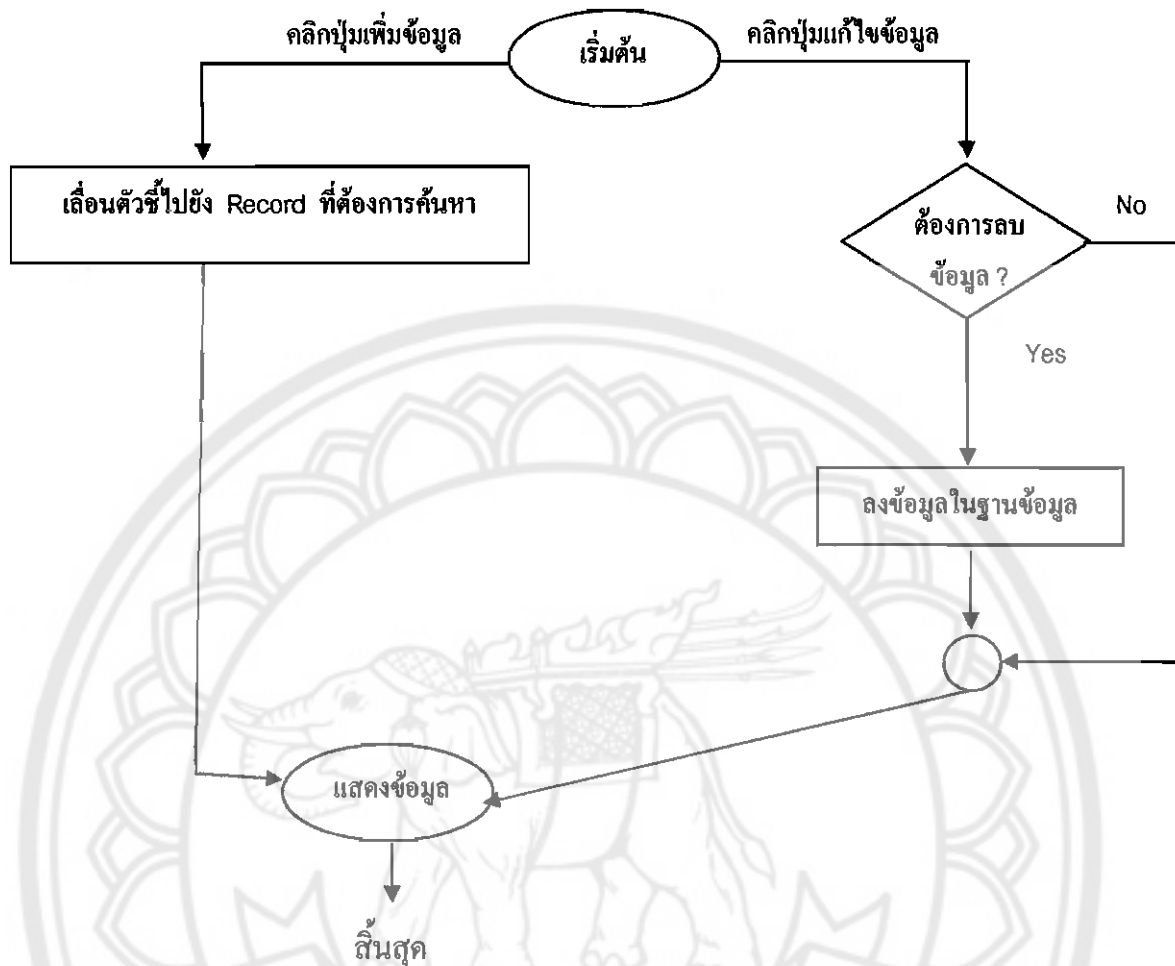 คลิกปุ่มเพิ่มข้อมูล
เริ่มต้น
คลิกปุ่มแก้ไขข้อมูล
เลื่อนตัวชี้ไปยัง Record ที่ต้องการค้นหา
ต้องการลบ
ข้อมูล ?
No
Yes
ลงข้อมูลในฐานข้อมูล
แสดงข้อมูล
สิ้นสุด